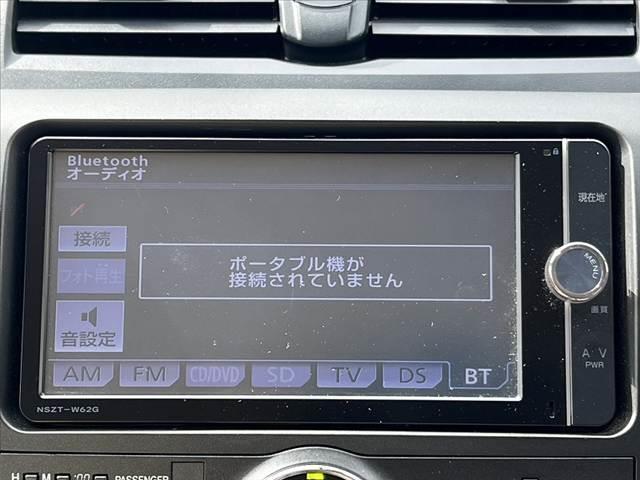 Bluetooth
オーディオ
接続
フォト再生
音設定
ポータブル機が
接続されていません
AM FM CD/DVD SD TV DS BT
NSZT-W62G
現在地
MENU
画質
AV
PWR
H M :00 PASSENGER